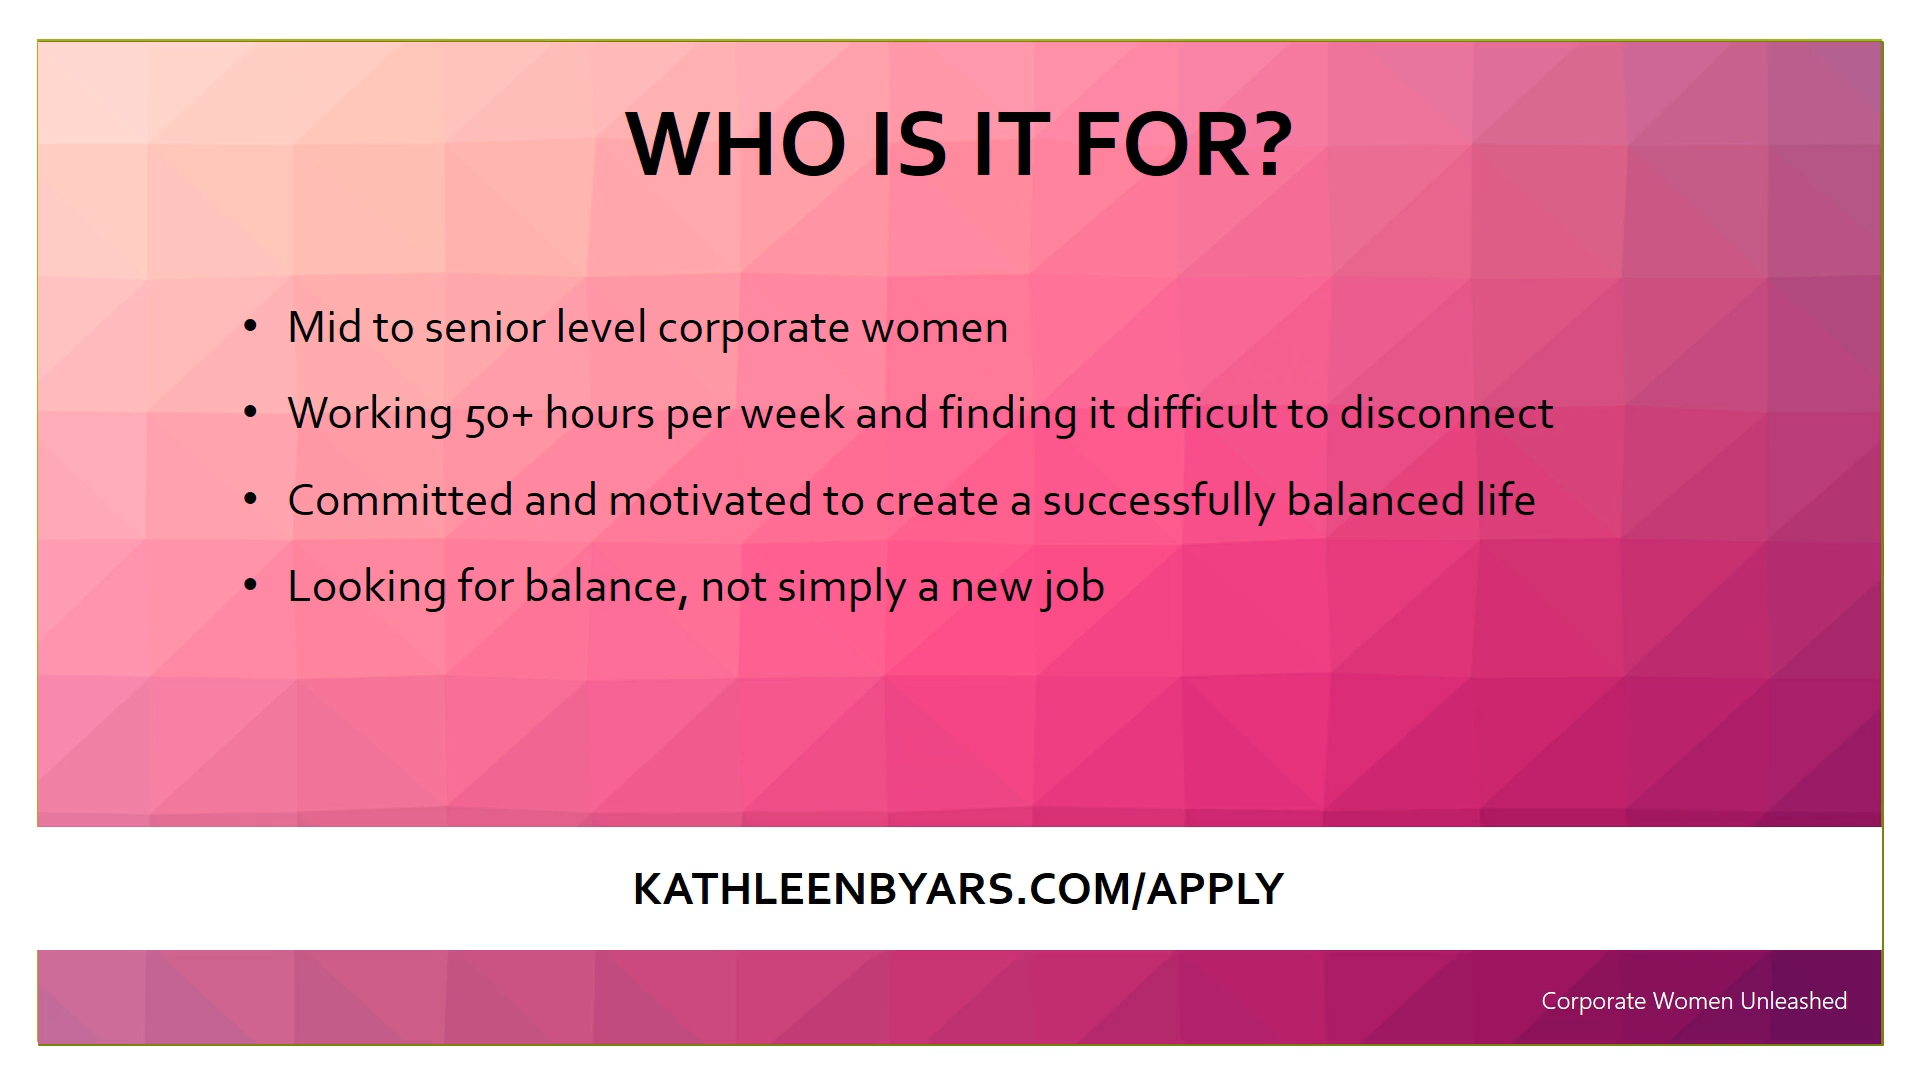 WHO IS IT FOR?
• Mid to senior level corporate women
• Working 50+ hours per week and finding it difficult to disconnect
• Committed and motivated to create a successfully balanced life
• Looking for balance, not simply a new job
KATHLEENBYARS.COM/APPLY
Corporate Women Unleashed